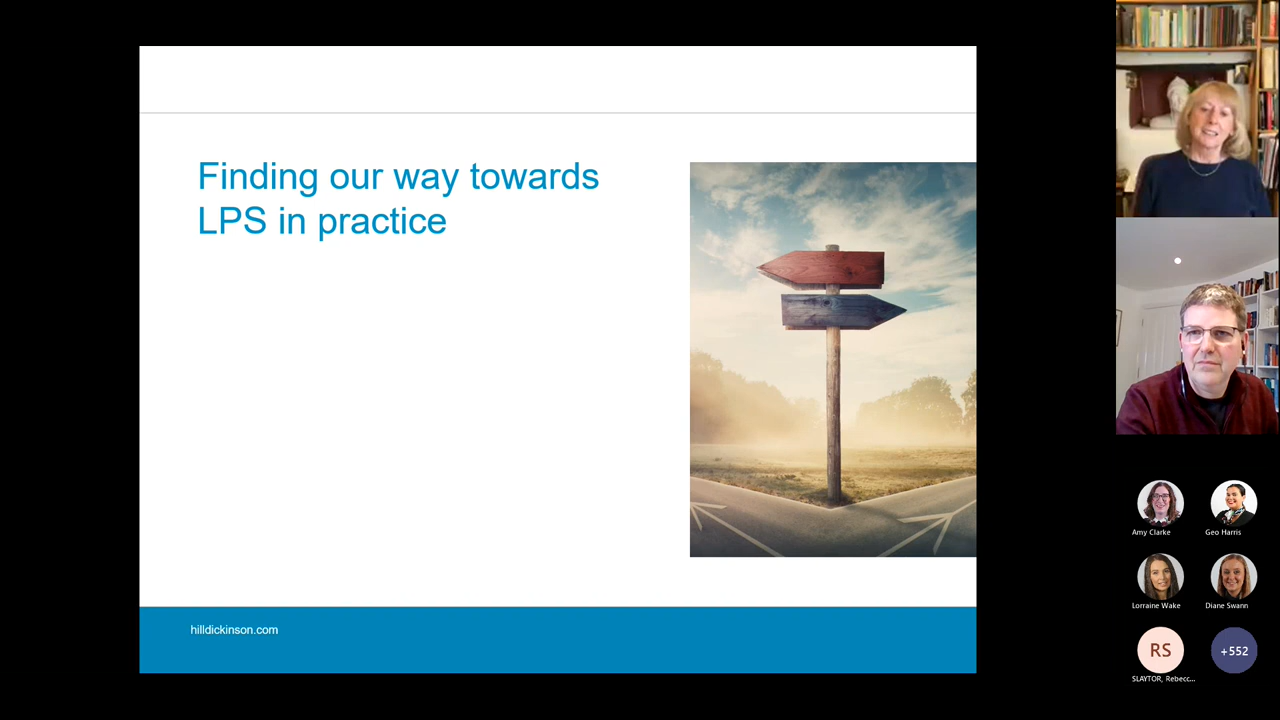 Finding our way towards
LPS in practice
hilldickinson.com
Amy Clarke
Geo Harris
Lorraine Wake
Diane Swann
RS
+552
SLAYTOR, Rebecc...